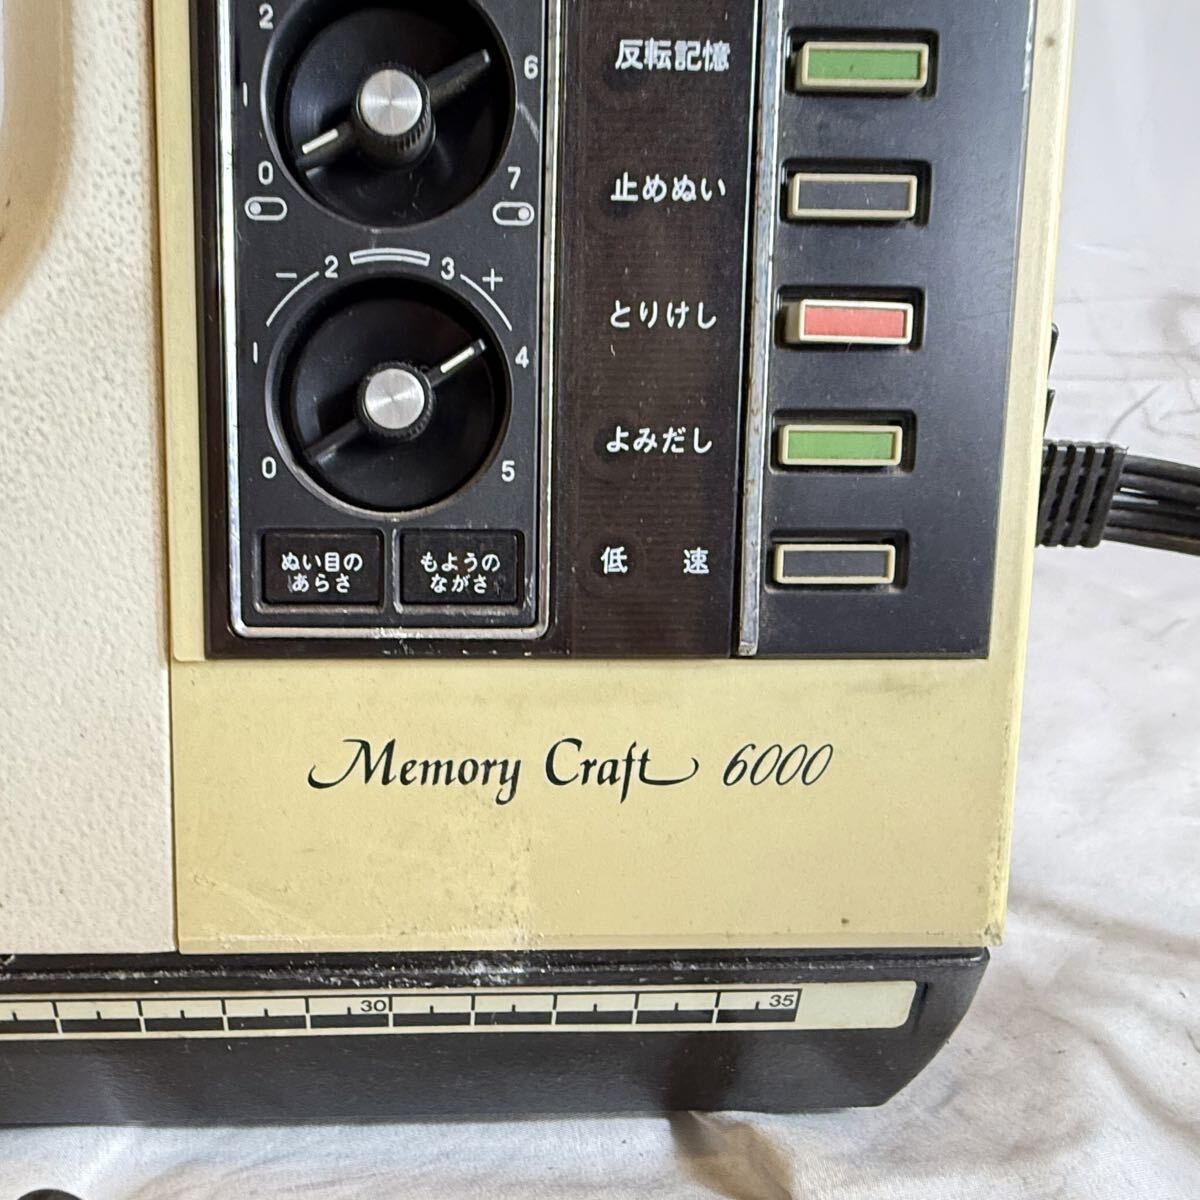 2
6
1
0
7
反転記憶
止めぬい
とりけし
よみだし
低 速
− 2 3 +
1
4
0
5
ぬい目の
あらさ
もようの
ながさ
Memory Craft 6000
30
35